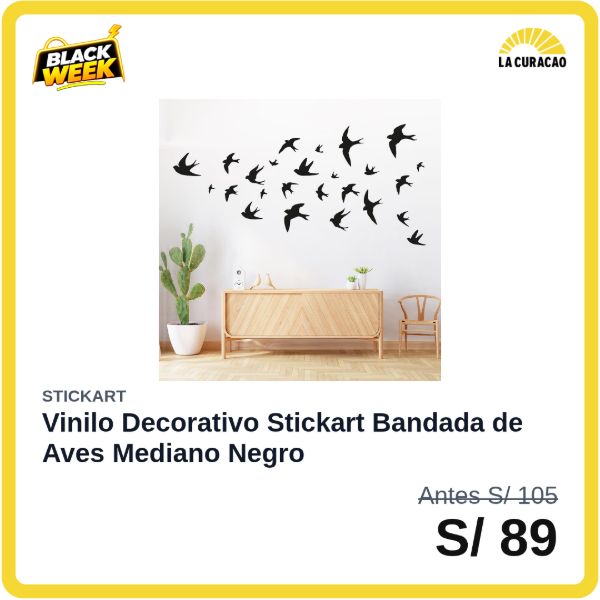 BLACK
WEEK
LA CURACAO
STICKART
Vinilo Decorativo Stickart Bandada de
Aves Mediano Negro
Antes S/ 105
S/ 89